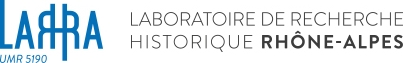 LARHRA
UMR 5190
LABORATOIRE DE RECHERCHE
HISTORIQUE RHÔNE-ALPES